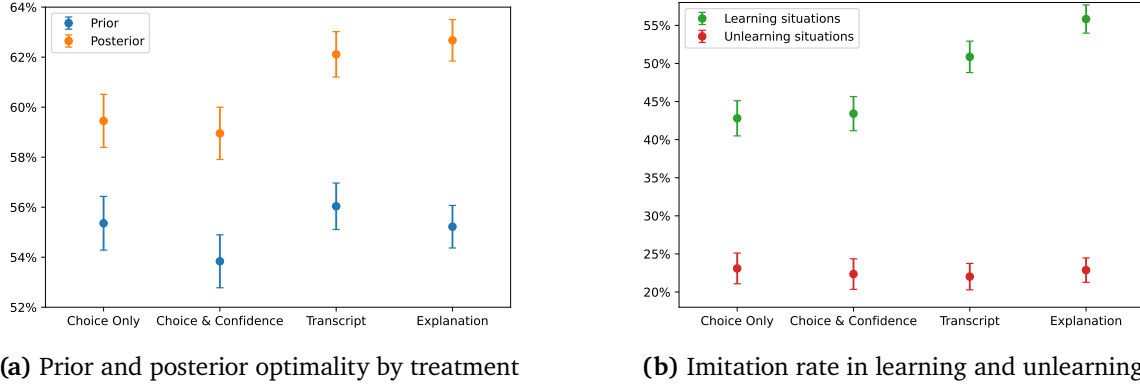 64%
62%
60%
58%
56%
54%
52%
Prior
Posterior
Choice Only
Choice & Confidence
Transcript
Explanation
(a) Prior and posterior optimality by treatment
55%
50%
45%
40%
35%
30%
25%
20%
Learning situations
Unlearning situations
Choice Only
Choice & Confidence
Transcript
Explanation
(b) Imitation rate in learning and unlearning